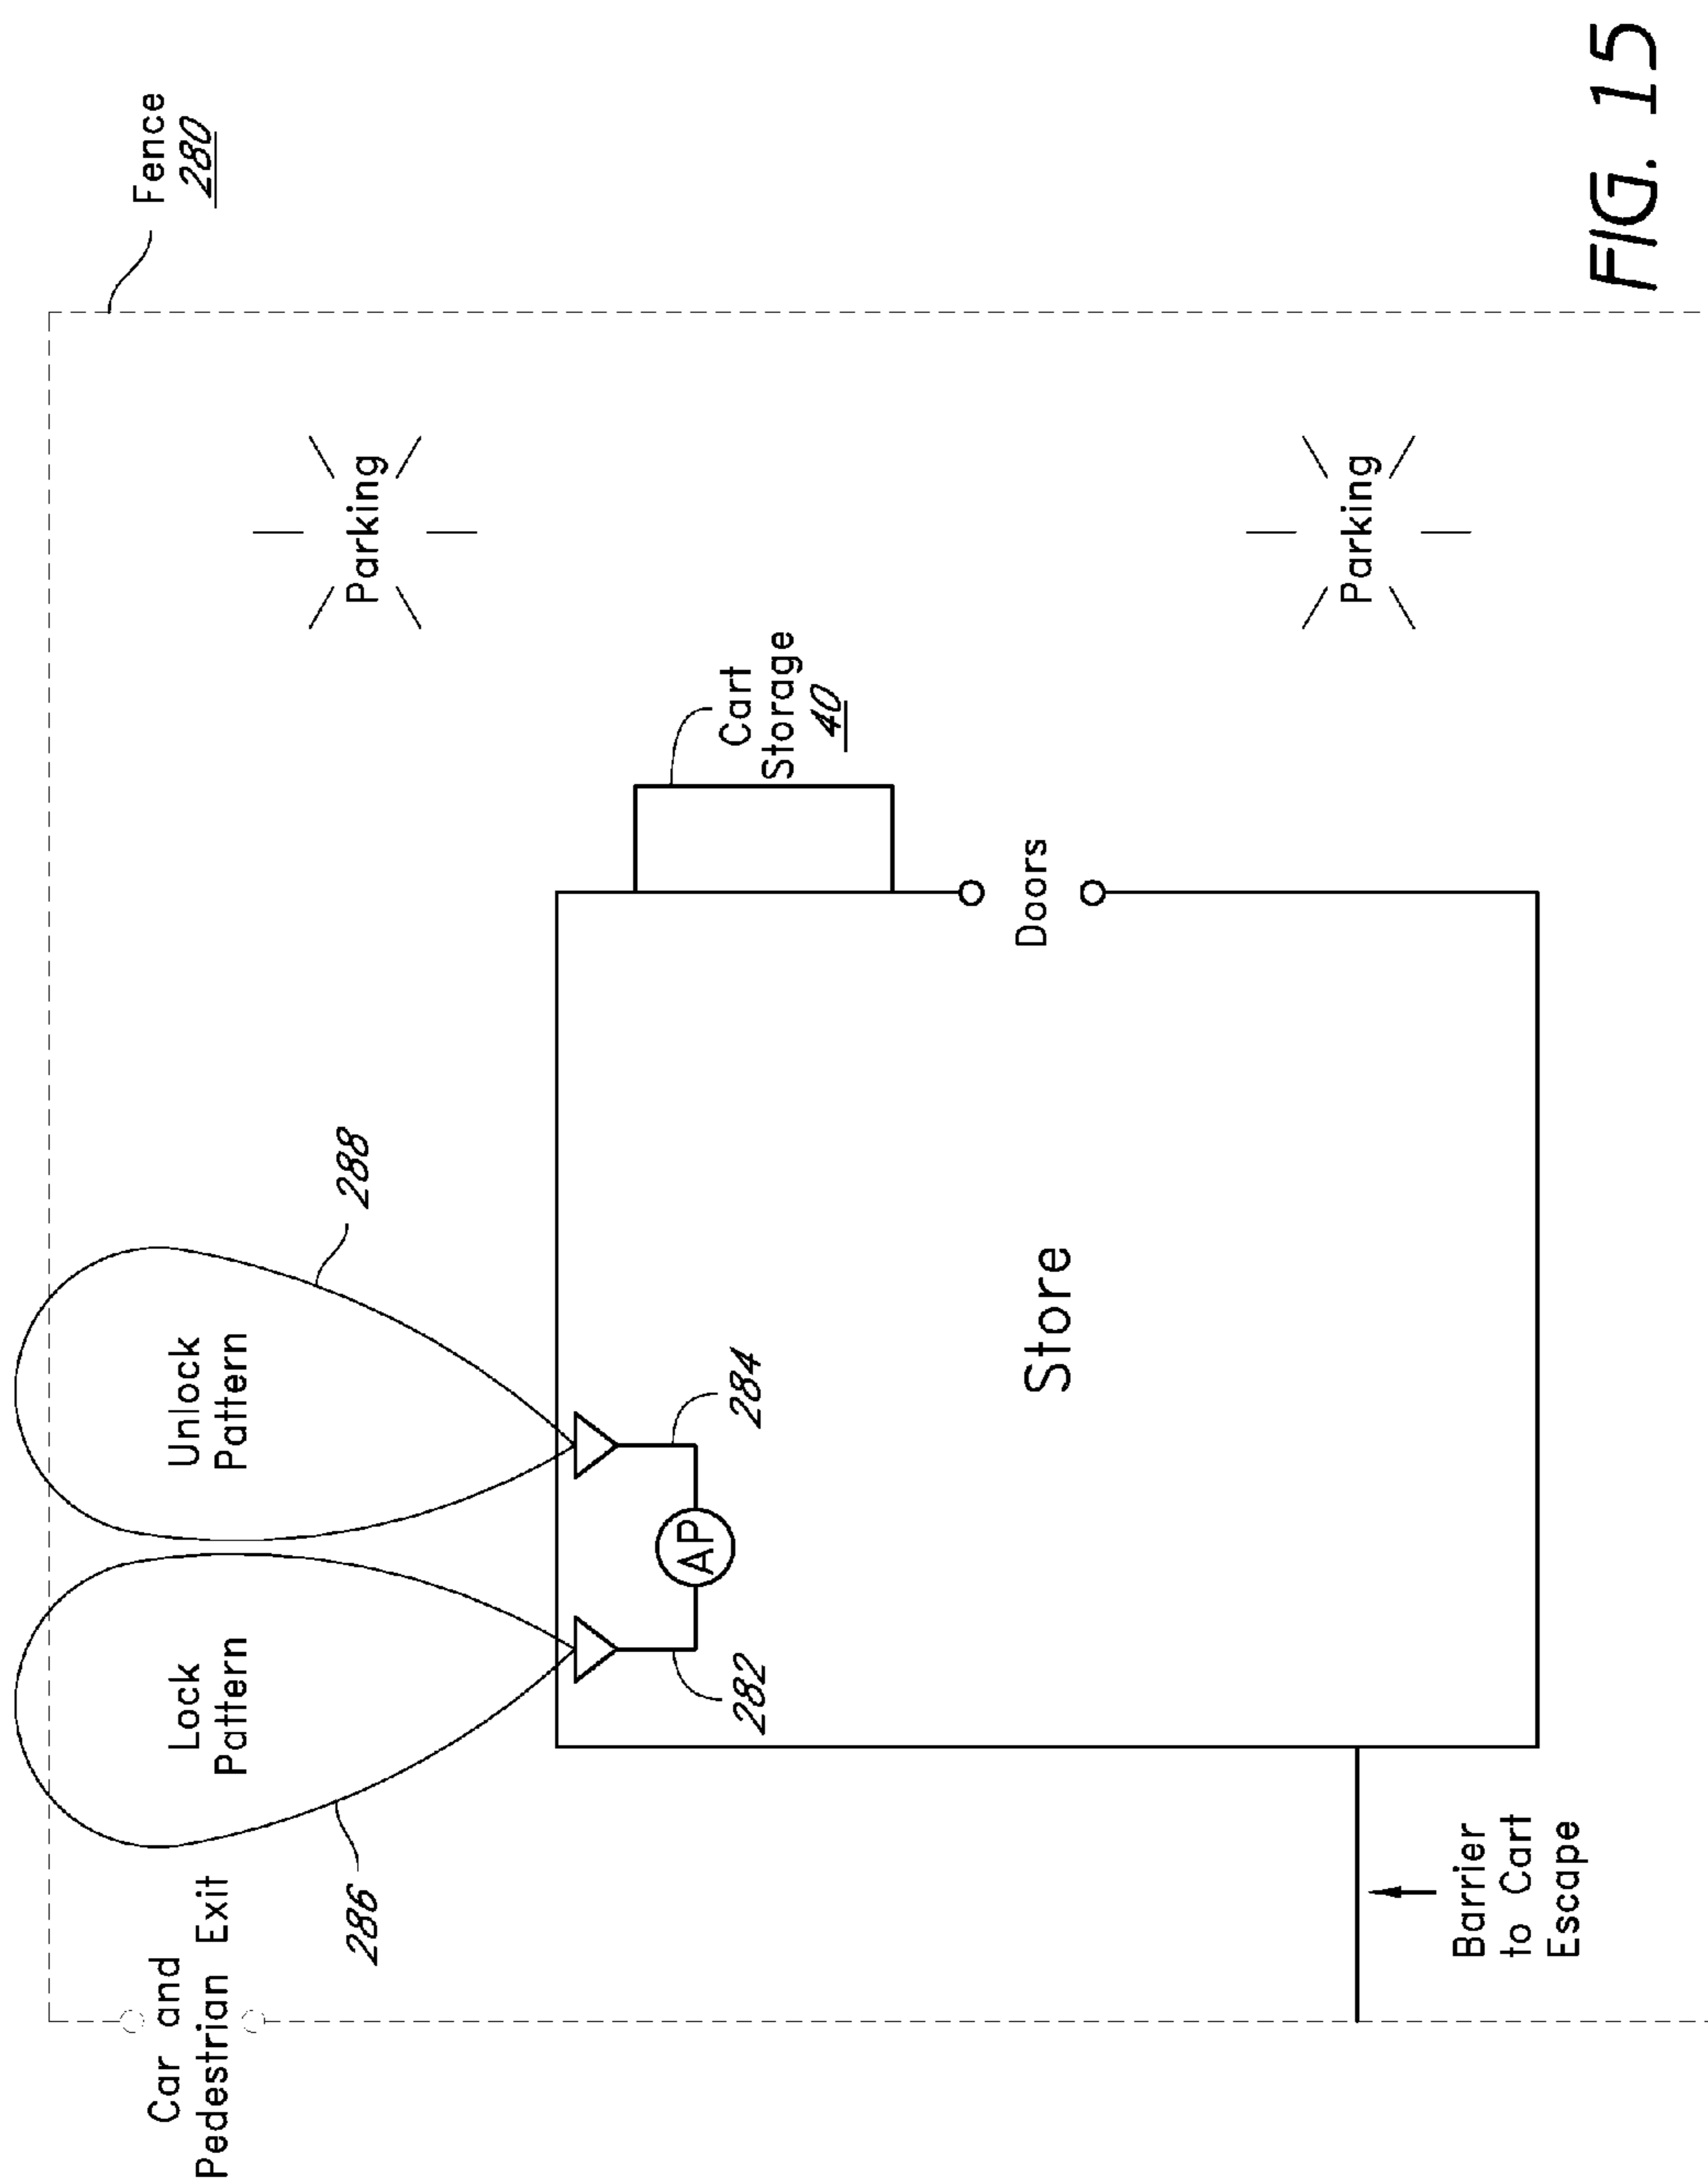 Car and
Pedestrian Exit
Lock
Pattern
286
Unlock
Pattern
288
Fence
280
282
AP
284
Parking
Cart
Storage
40
Store
Doors
Parking
Barrier
to Cart
Escape
FIG. 15